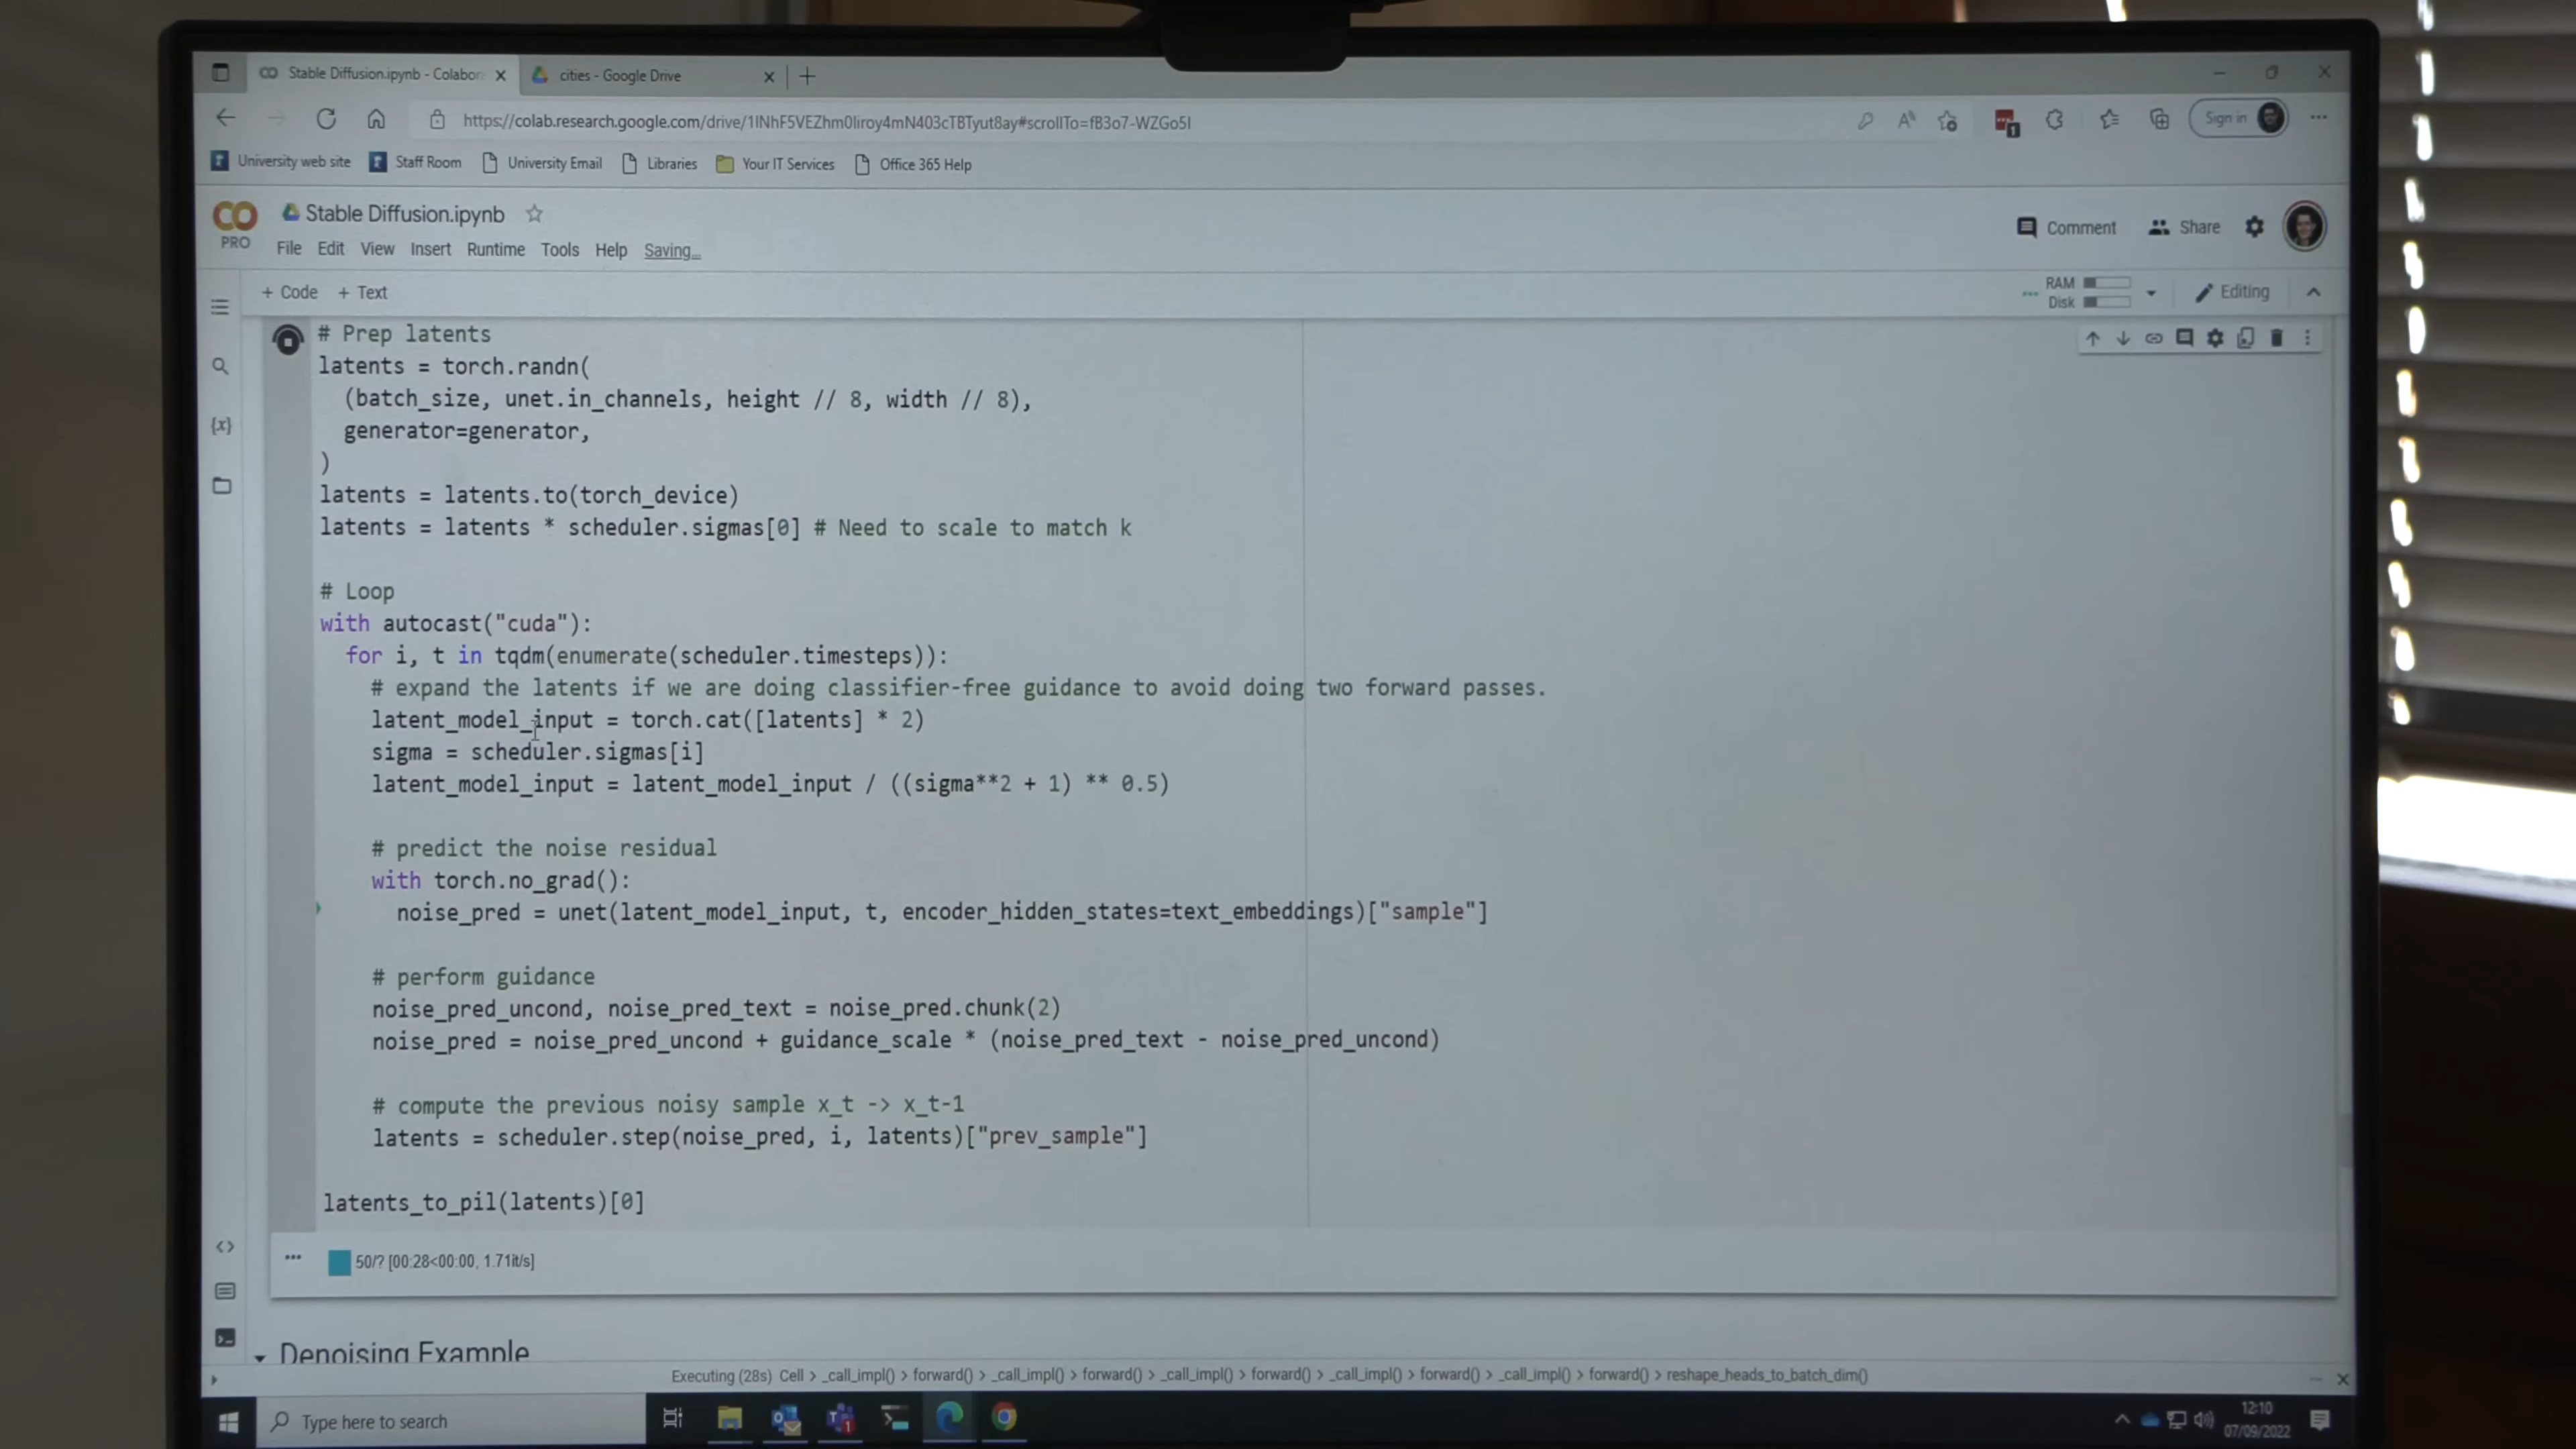 Stable Diffusion.ipynb - Colabor
cities - Google Drive
https://colab.research.google.com/drive/1INhF5VEZhm0Iiroy4mN403cTBTyut8ay#scrollTo=fB3o7-WZGo5I
Sign in
University web site
Staff Room
University Email
Libraries
Your IT Services
Office 365 Help
CO
PRO
Stable Diffusion.ipynb
Comment
Share
File Edit View Insert Runtime Tools Help Saving...
+ Code + Text
RAM
Disk
Editing
# Prep latents
latents = torch.randn(
(batch_size, unet.in_channels, height // 8, width // 8),
generator=generator,
)
latents = latents.to(torch_device)
latents = latents * scheduler.sigmas[0] # Need to scale to match k
# Loop
with autocast("cuda"):
for i, t in tqdm(enumerate(scheduler.timesteps)):
# expand the latents if we are doing classifier-free guidance to avoid doing two forward passes.
latent_model_input = torch.cat([latents] * 2)
sigma = scheduler.sigmas[i]
latent_model_input = latent_model_input / ((sigma**2 + 1) ** 0.5)
# predict the noise residual
with torch.no_grad():
noise_pred = unet(latent_model_input, t, encoder_hidden_states=text_embeddings)["sample"]
# perform guidance
noise_pred_uncond, noise_pred_text = noise_pred.chunk(2)
noise_pred = noise_pred_uncond + guidance_scale * (noise_pred_text - noise_pred_uncond)
# compute the previous noisy sample x_t -> x_t-1
latents = scheduler.step(noise_pred, i, latents)["prev_sample"]
latents_to_pil(latents)[0]
50/? [00:28<00:00, 1.71it/s]
Denoising Example
Executing (28s) Cell > _call_impl() > forward() > _call_impl() > forward() > _call_impl() > forward() > _call_impl() > forward() > _call_impl() > forward() > reshape_heads_to_batch_dim()
Type here to search
12:10
07/09/2022